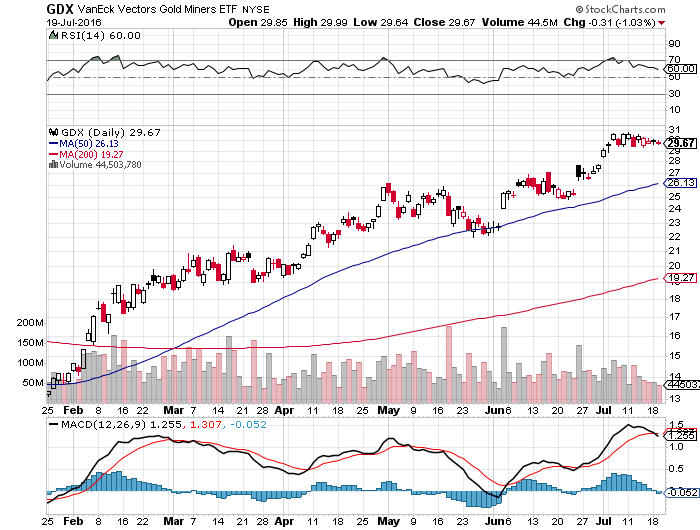 GDX VanEck Vectors Gold Miners ETF NYSE © StockCharts.com
19-Jul-2016 Open 29.85 High 29.99 Low 29.64 Close 29.67 Volume 44.5M Chg -0.31 (-1.03%)
RSI(14) 60.00
90
70
60.00
50
30
10
GDX (Daily) 29.67
MA(50) 26.13
MA(200) 19.27
Volume 44,503,780
31
29.67
29
28
27
26.13
25
24
23
22
21
20
19.27
18
17
16
15
14
13
200M
150M
100M
50M
44503
25 Feb 8 16 22 Mar 7 14 21 28 Apr 11 18 25 May 9 16 23 Jun 6 13 20 27 Jul 11 18
MACD(12,26,9) 1.255, 1.307, -0.052
1.5
1.255
1.0
0.5
-0.052
25 Feb 8 16 22 Mar 7 14 21 28 Apr 11 18 25 May 9 16 23 Jun 6 13 20 27 Jul 11 18